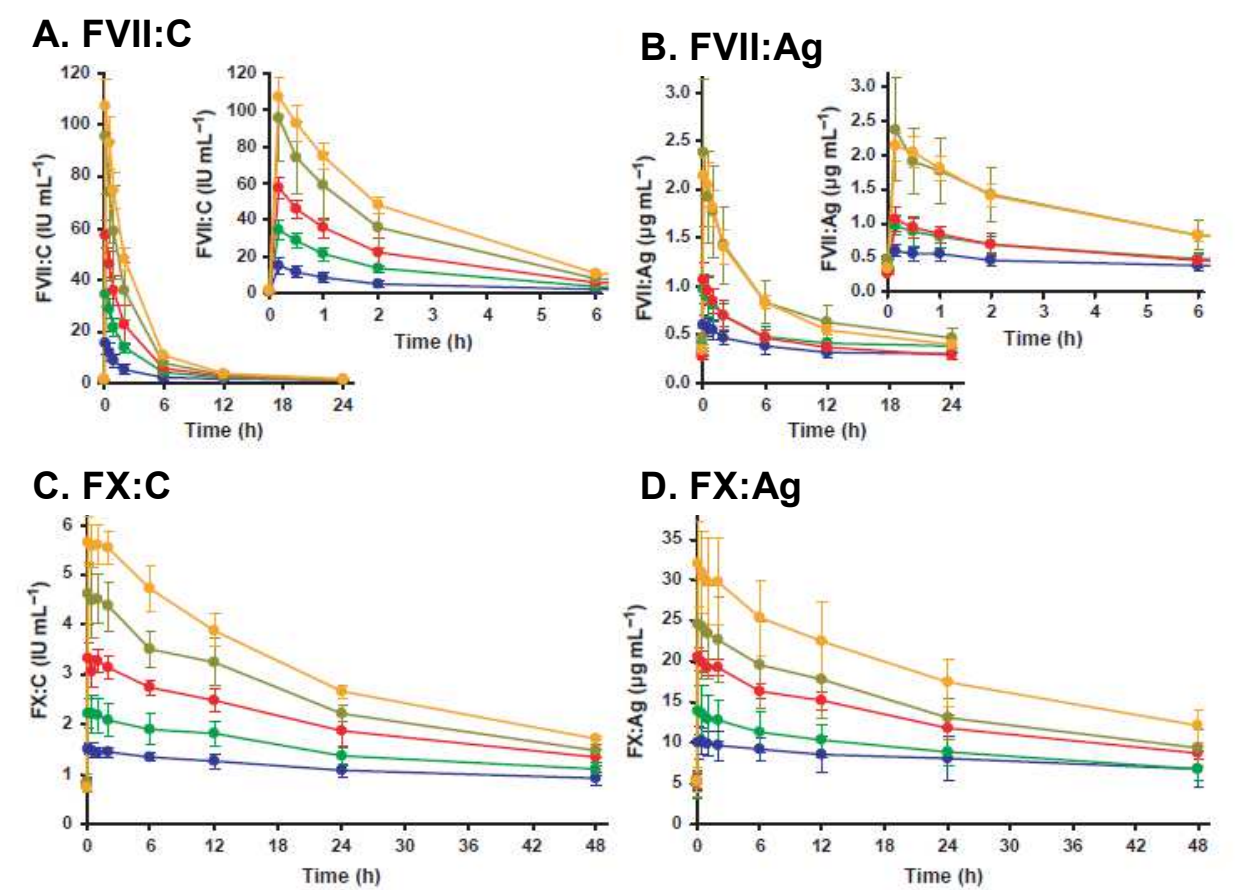 A. FVII:C
FVII:C (IU mL⁻¹)
120
100
80
60
40
20
0
0 6 12 18 24
Time (h)
FVII:C (IU mL⁻¹)
120
100
80
60
40
20
0
0 1 2 3 4 5 6
Time (h)
B. FVII:Ag
FVII:Ag (µg mL⁻¹)
3.0
2.5
2.0
1.5
1.0
0.5
0.0
0 6 12 18 24
Time (h)
FVII:Ag (µg mL⁻¹)
3.0
2.5
2.0
1.5
1.0
0.5
0.0
0 1 2 3 4 5 6
Time (h)
C. FX:C
FX:C (IU mL⁻¹)
6
5
4
3
2
1
0
0 6 12 18 24 30 36 42 48
Time (h)
D. FX:Ag
FX:Ag (µg mL⁻¹)
35
30
25
20
15
10
5
0
0 6 12 18 24 30 36 42 48
Time (h)